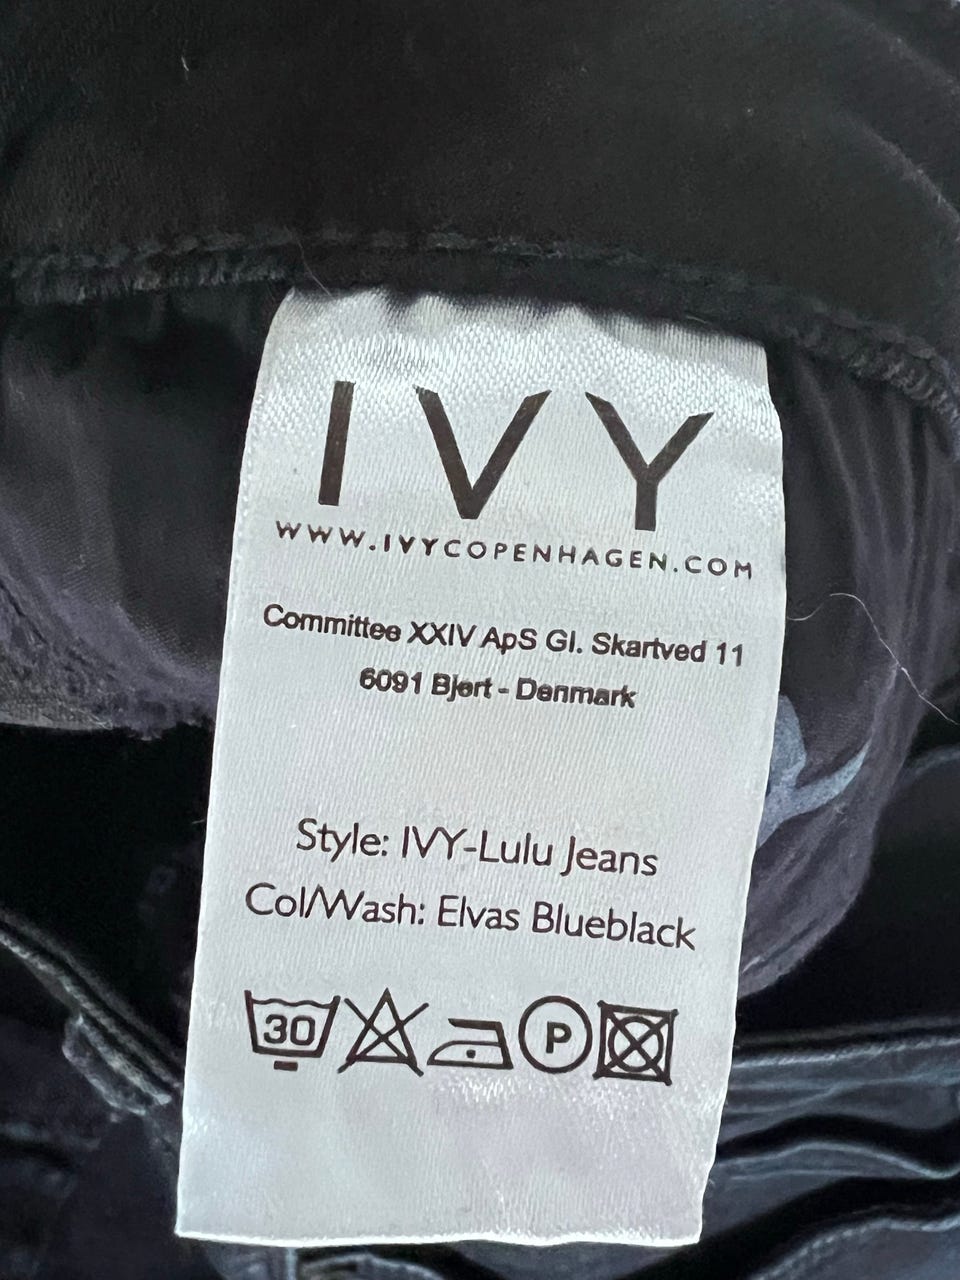 IVY
WWW.IVYCOPENHAGEN.COM
Committee XXIV ApS Gl. Skartved 11
6091 Bjert - Denmark
Style: IVY-Lulu Jeans
Col/Wash: Elvas Blueblack
30 P